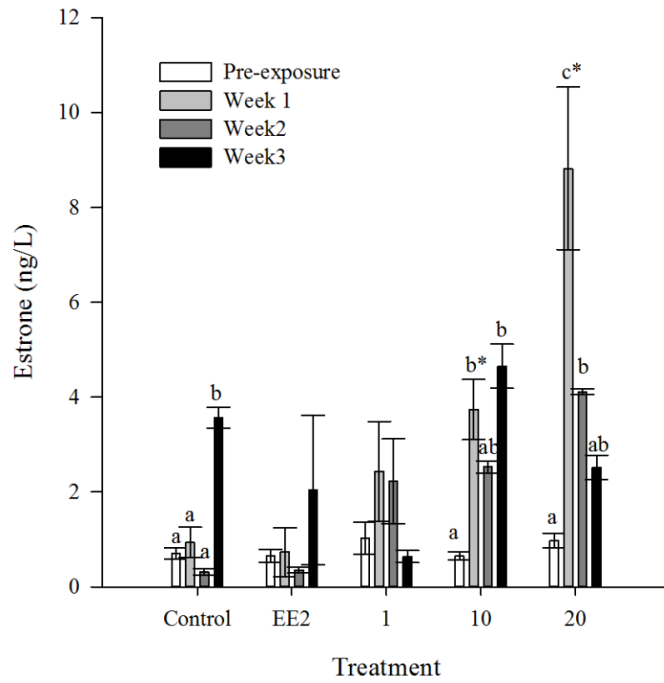 12
10
8
6
4
2
0
Estrone (ng/L)
Pre-exposure
Week 1
Week2
Week3
a
a
a
b
a
b*
ab
b
a
c*
b
ab
Control
EE2
1
10
20
Treatment